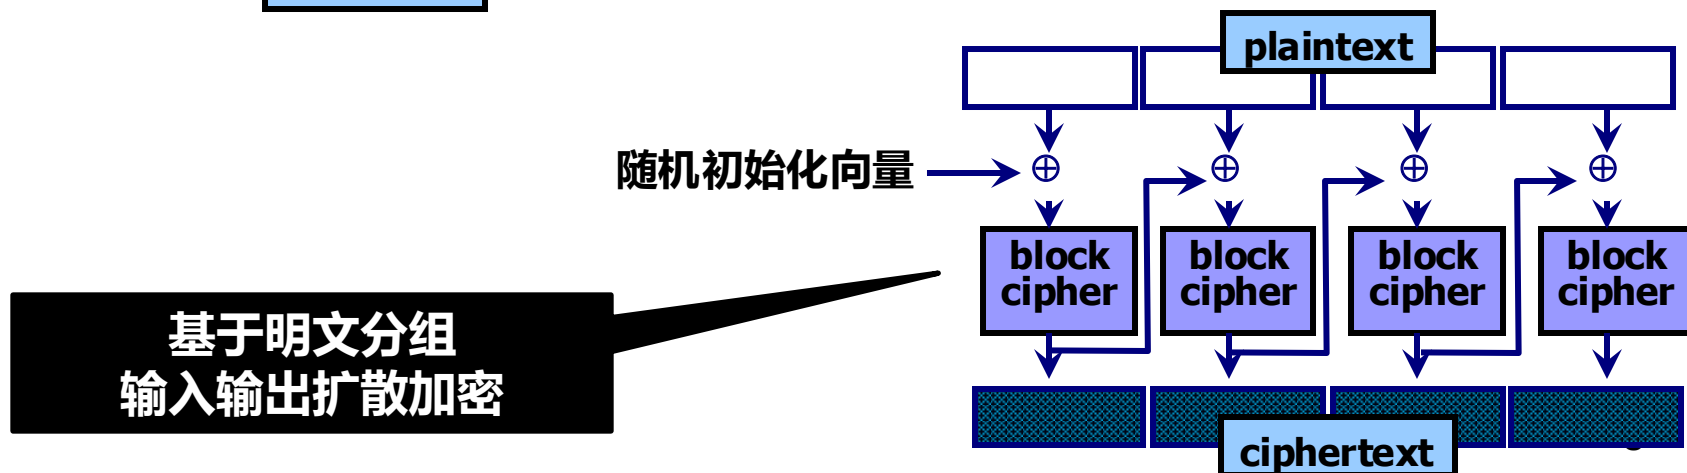 plaintext
随机初始化向量
block
cipher
block
cipher
block
cipher
block
cipher
基于明文分组
输入输出扩散加密
ciphertext